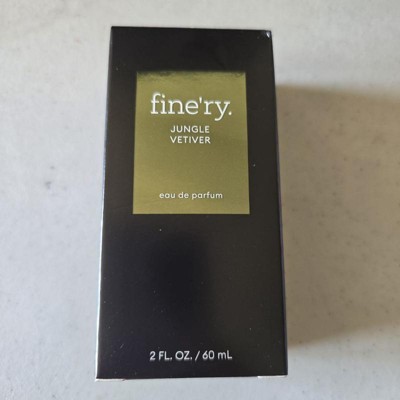 fine'ry.
JUNGLE
VETIVER
eau de parfum
2 FL. OZ. / 60 mL